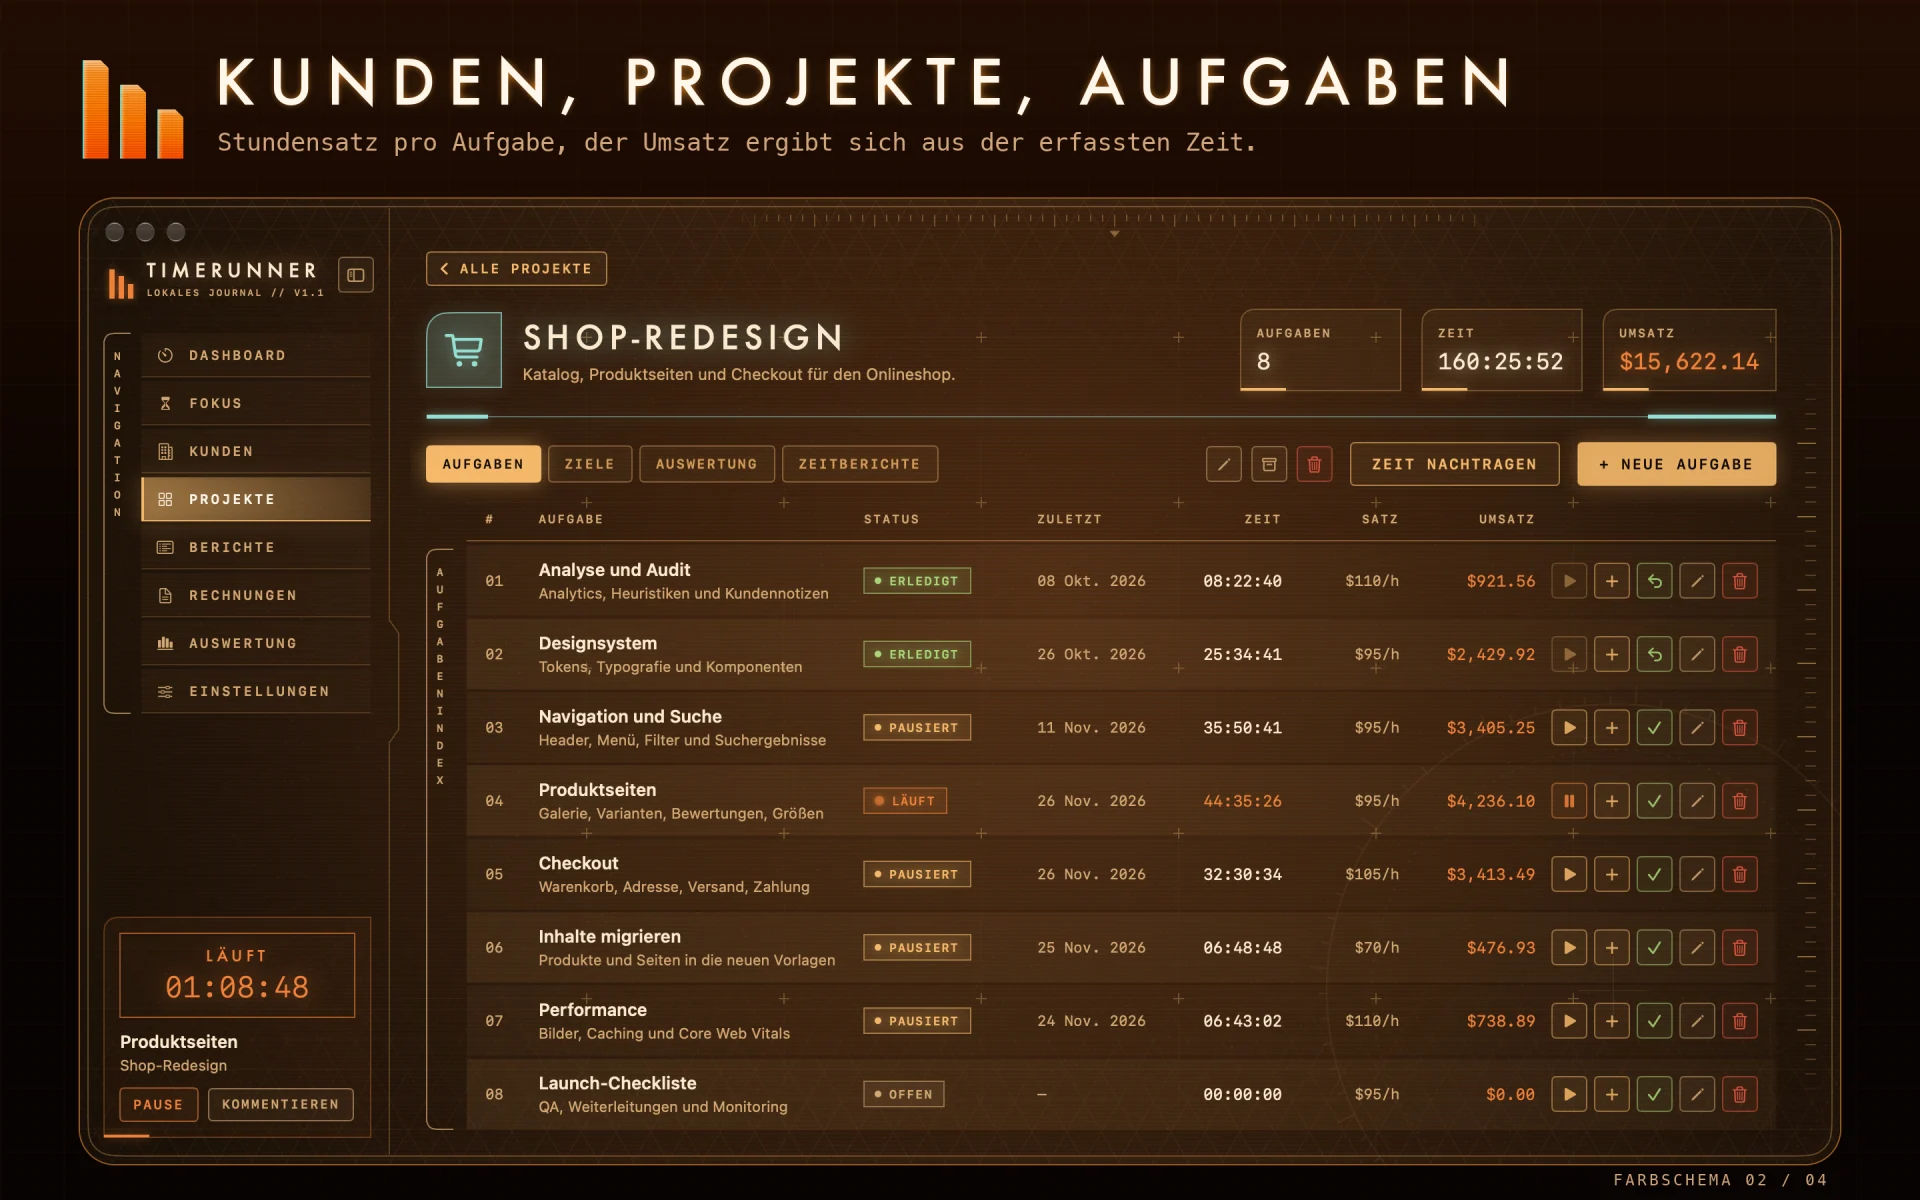 KUNDEN, PROJEKTE, AUFGABEN
Stundensatz pro Aufgabe, der Umsatz ergibt sich aus der erfassten Zeit.
TIMERUNNER
LOKALES JOURNAL // V1.1
NAVIGATION
DASHBOARD
FOKUS
KUNDEN
PROJEKTE
BERICHTE
RECHNUNGEN
AUSWERTUNG
EINSTELLUNGEN
LÄUFT
01:08:48
Produktseiten
Shop-Redesign
PAUSE KOMMENTIEREN
ALLE PROJEKTE
SHOP-REDESIGN
Katalog, Produktseiten und Checkout für den Onlineshop.
AUFGABEN
8
ZEIT
160:25:52
UMSATZ
$15,622.14
AUFGABEN ZIELE AUSWERTUNG ZEITBERICHTE
ZEIT NACHTRAGEN + NEUE AUFGABE
# AUFGABE STATUS ZULETZT ZEIT SATZ UMSATZ
AUFGABENINDEX
01 Analyse und Audit ERLEDIGT 08 Okt. 2026 08:22:40 $110/h $921.56
Analytics, Heuristiken und Kundennotizen
02 Designsystem ERLEDIGT 26 Okt. 2026 25:34:41 $95/h $2,429.92
Tokens, Typografie und Komponenten
03 Navigation und Suche PAUSIERT 11 Nov. 2026 35:50:41 $95/h $3,405.25
Header, Menü, Filter und Suchergebnisse
04 Produktseiten LÄUFT 26 Nov. 2026 44:35:26 $95/h $4,236.10
Galerie, Varianten, Bewertungen, Größen
05 Checkout PAUSIERT 26 Nov. 2026 32:30:34 $105/h $3,413.49
Warenkorb, Adresse, Versand, Zahlung
06 Inhalte migrieren PAUSIERT 25 Nov. 2026 06:48:48 $70/h $476.93
Produkte und Seiten in die neuen Vorlagen
07 Performance PAUSIERT 24 Nov. 2026 06:43:02 $110/h $738.89
Bilder, Caching und Core Web Vitals
08 Launch-Checkliste OFFEN – 00:00:00 $95/h $0.00
QA, Weiterleitungen und Monitoring
FARBSCHEMA 02 / 04